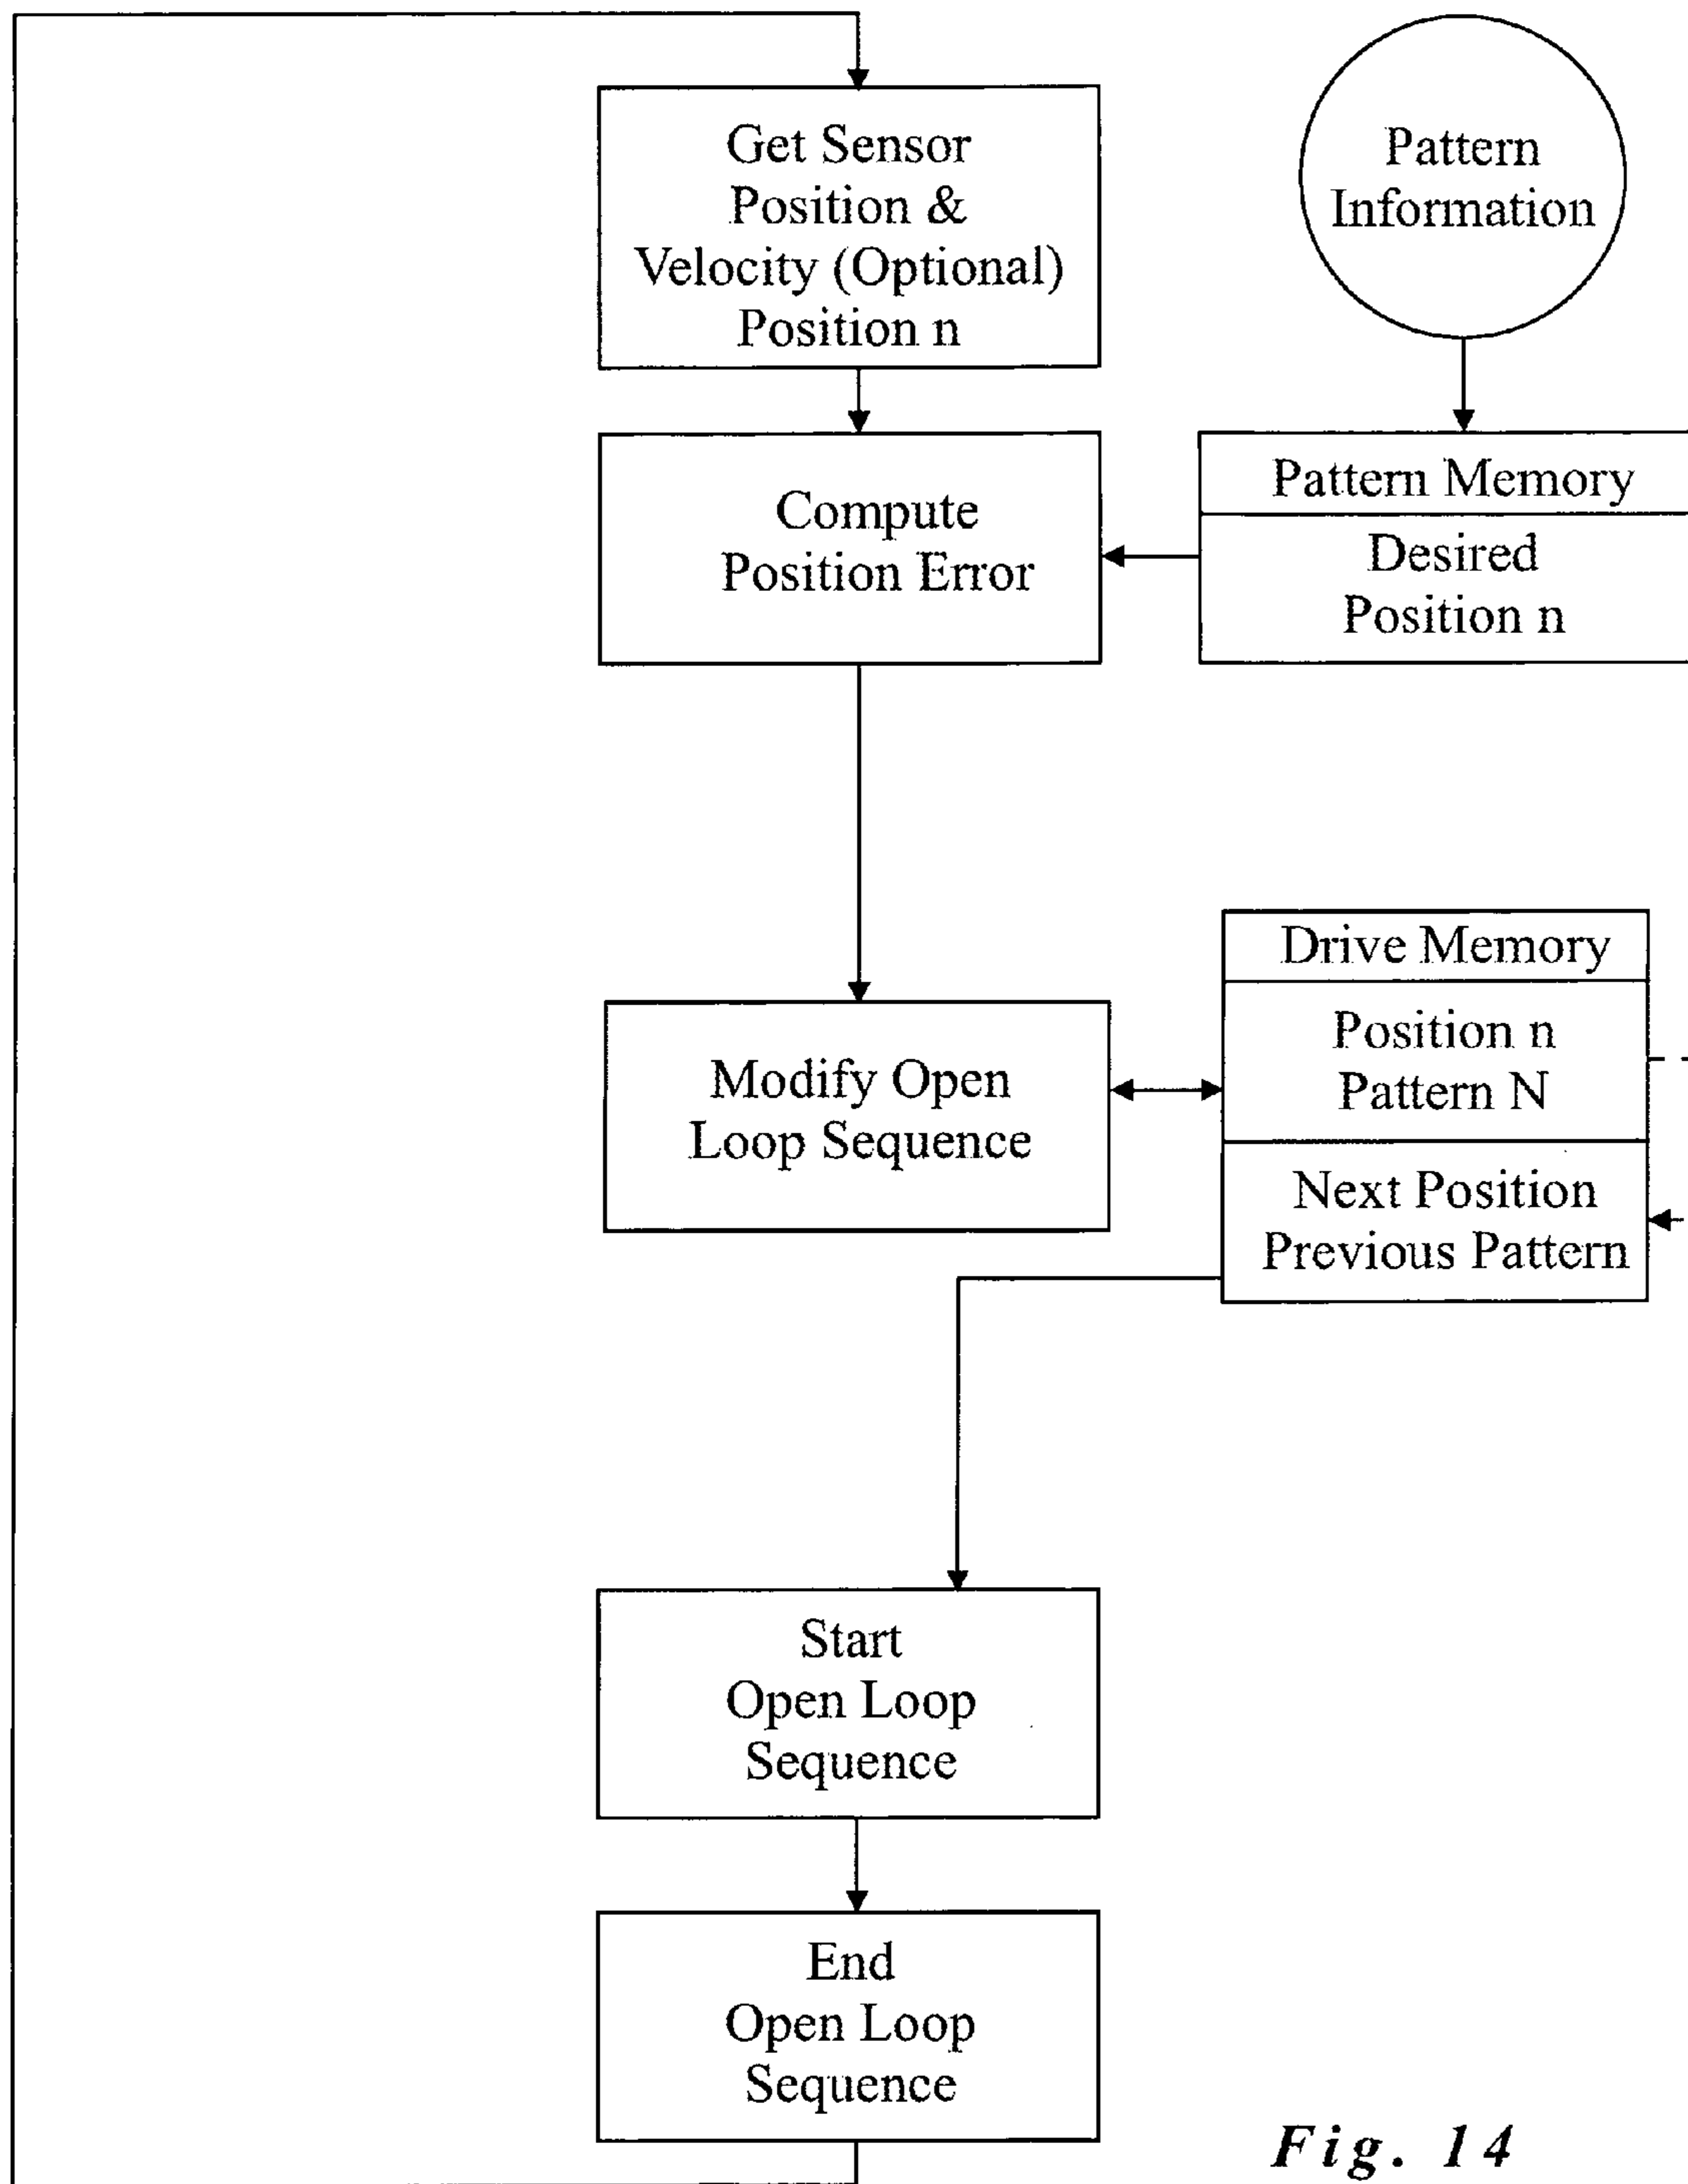 Get Sensor
Position &
Velocity (Optional)
Position n
Pattern
Information
Compute
Position Error
Pattern Memory
Desired
Position n
Modify Open
Loop Sequence
Drive Memory
Position n
Pattern N
Next Position
Previous Pattern
Start
Open Loop
Sequence
End
Open Loop
Sequence
Fig. 14